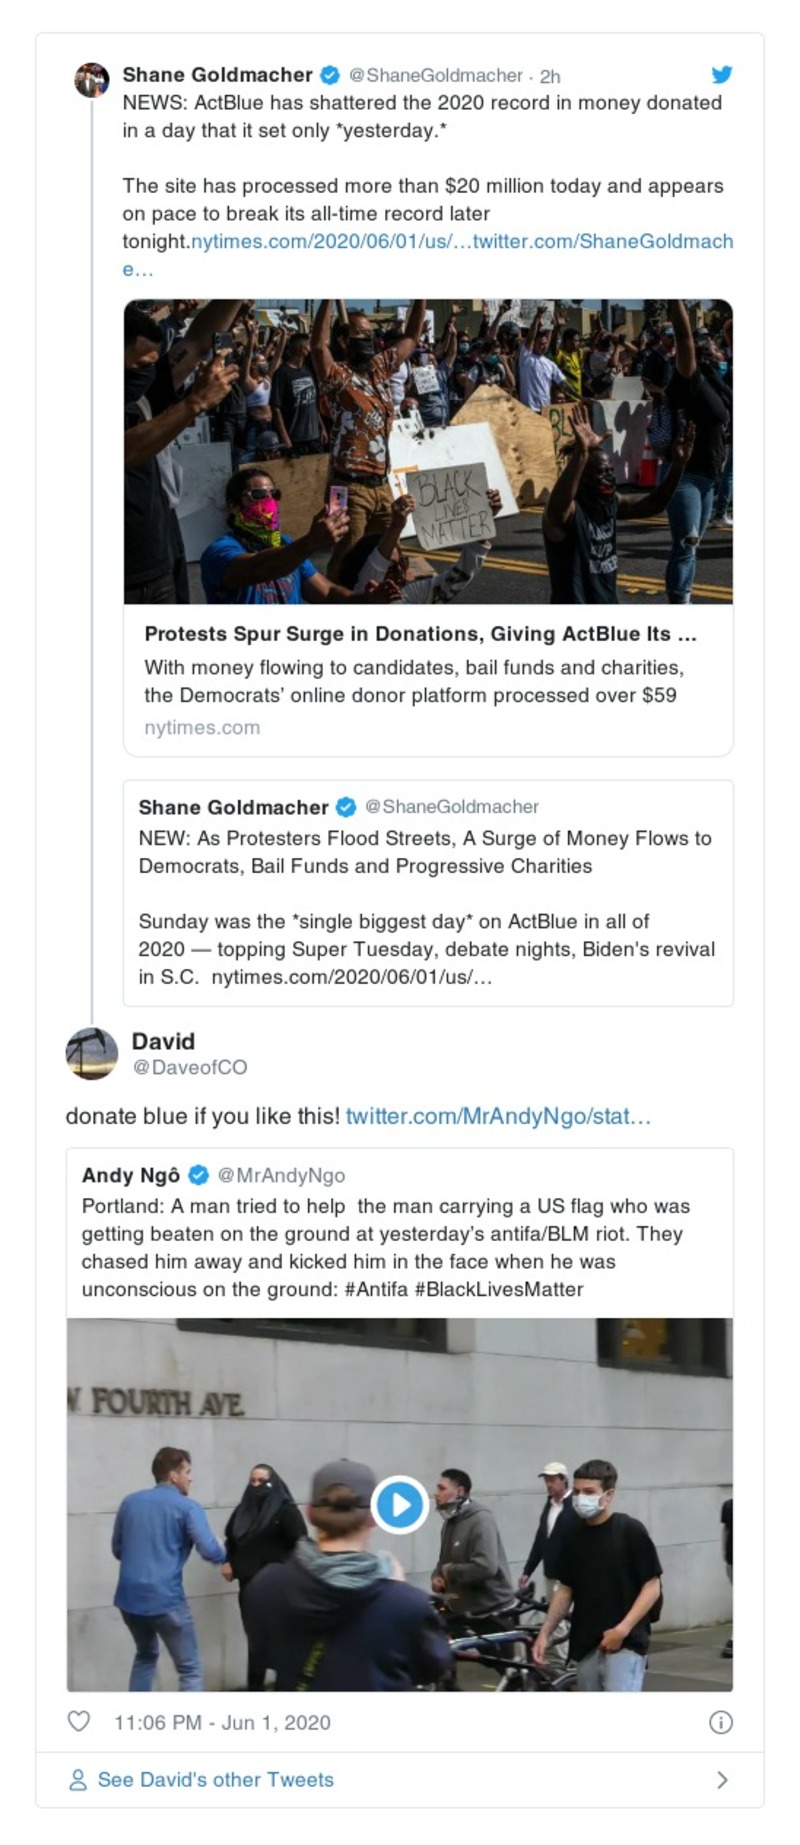 Shane Goldmacher @ShaneGoldmacher · 2h
NEWS: ActBlue has shattered the 2020 record in money donated
in a day that it set only *yesterday.*
The site has processed more than $20 million today and appears
on pace to break its all-time record later
tonight.nytimes.com/2020/06/01/us/…twitter.com/ShaneGoldmach
e…
BL
BLACK
LIVES
MATTER
Protests Spur Surge in Donations, Giving ActBlue Its ...
With money flowing to candidates, bail funds and charities,
the Democrats’ online donor platform processed over $59
nytimes.com
Shane Goldmacher @ShaneGoldmacher
NEW: As Protesters Flood Streets, A Surge of Money Flows to
Democrats, Bail Funds and Progressive Charities
Sunday was the *single biggest day* on ActBlue in all of
2020 — topping Super Tuesday, debate nights, Biden's revival
in S.C.  nytimes.com/2020/06/01/us/…
David
@DaveofCO
donate blue if you like this! twitter.com/MrAndyNgo/stat…
Andy Ngô @MrAndyNgo
Portland: A man tried to help  the man carrying a US flag who was
getting beaten on the ground at yesterday’s antifa/BLM riot. They
chased him away and kicked him in the face when he was
unconscious on the ground: #Antifa #BlackLivesMatter
W. FOURTH AVE.
11:06 PM - Jun 1, 2020
See David's other Tweets